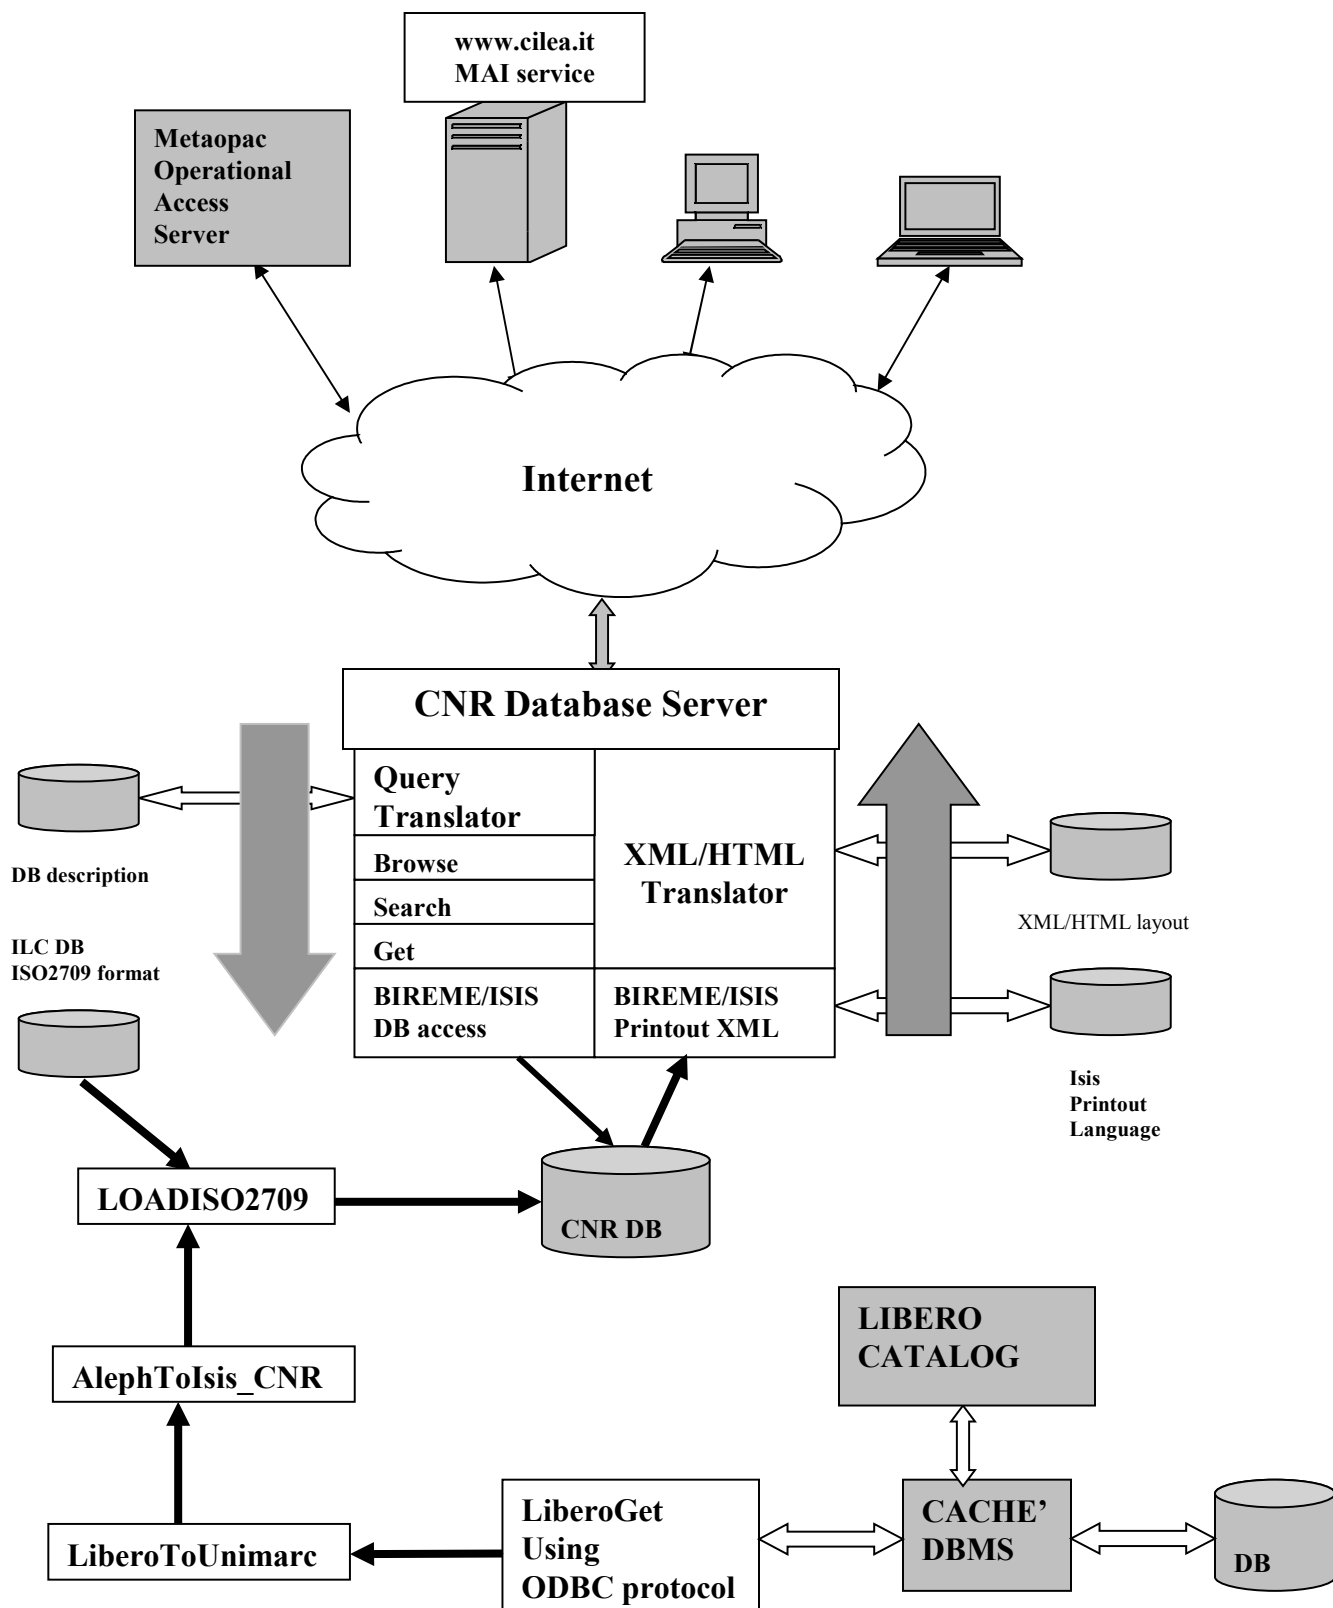 www.cilea.it
MAI service
Metaopac
Operational
Access
Server
Internet
CNR Database Server
Query
Translator
Browse
Search
Get
BIREME/ISIS
DB access
XML/HTML
Translator
BIREME/ISIS
Printout XML
DB description
ILC DB
ISO2709 format
XML/HTML layout
Isis
Printout
Language
LOADISO2709
CNR DB
AlephToIsis_CNR
LIBERO
CATALOG
LiberoToUnimarc
LiberoGet
Using
ODBC protocol
CACHE’
DBMS
DB